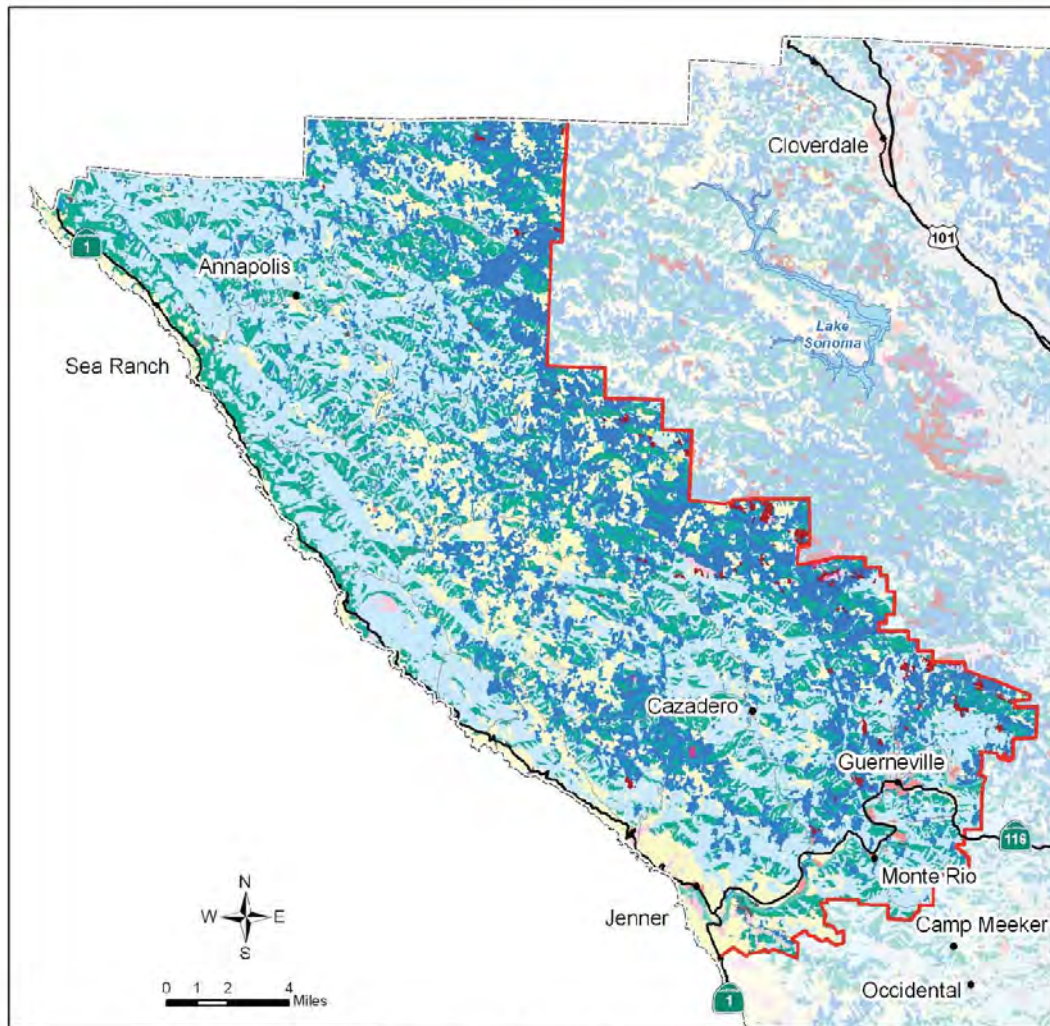 Cloverdale
101
1
Annapolis
Lake
Sonoma
Sea Ranch
Cazadero
Guerneville
116
Monte Rio
N
W E
S
Jenner
Camp Meeker
0 1 2 4
Miles
1
Occidental